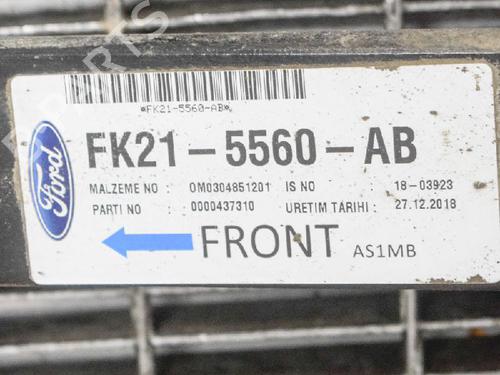 *FK21-5560-AB*
Ford
FK21-5560-AB
MALZEME NO : 0M0304851201 IS NO : 18-03923
PARTI NO : 0000437310 URETIM TARIHI : 27.12.2018
FRONT AS1MB